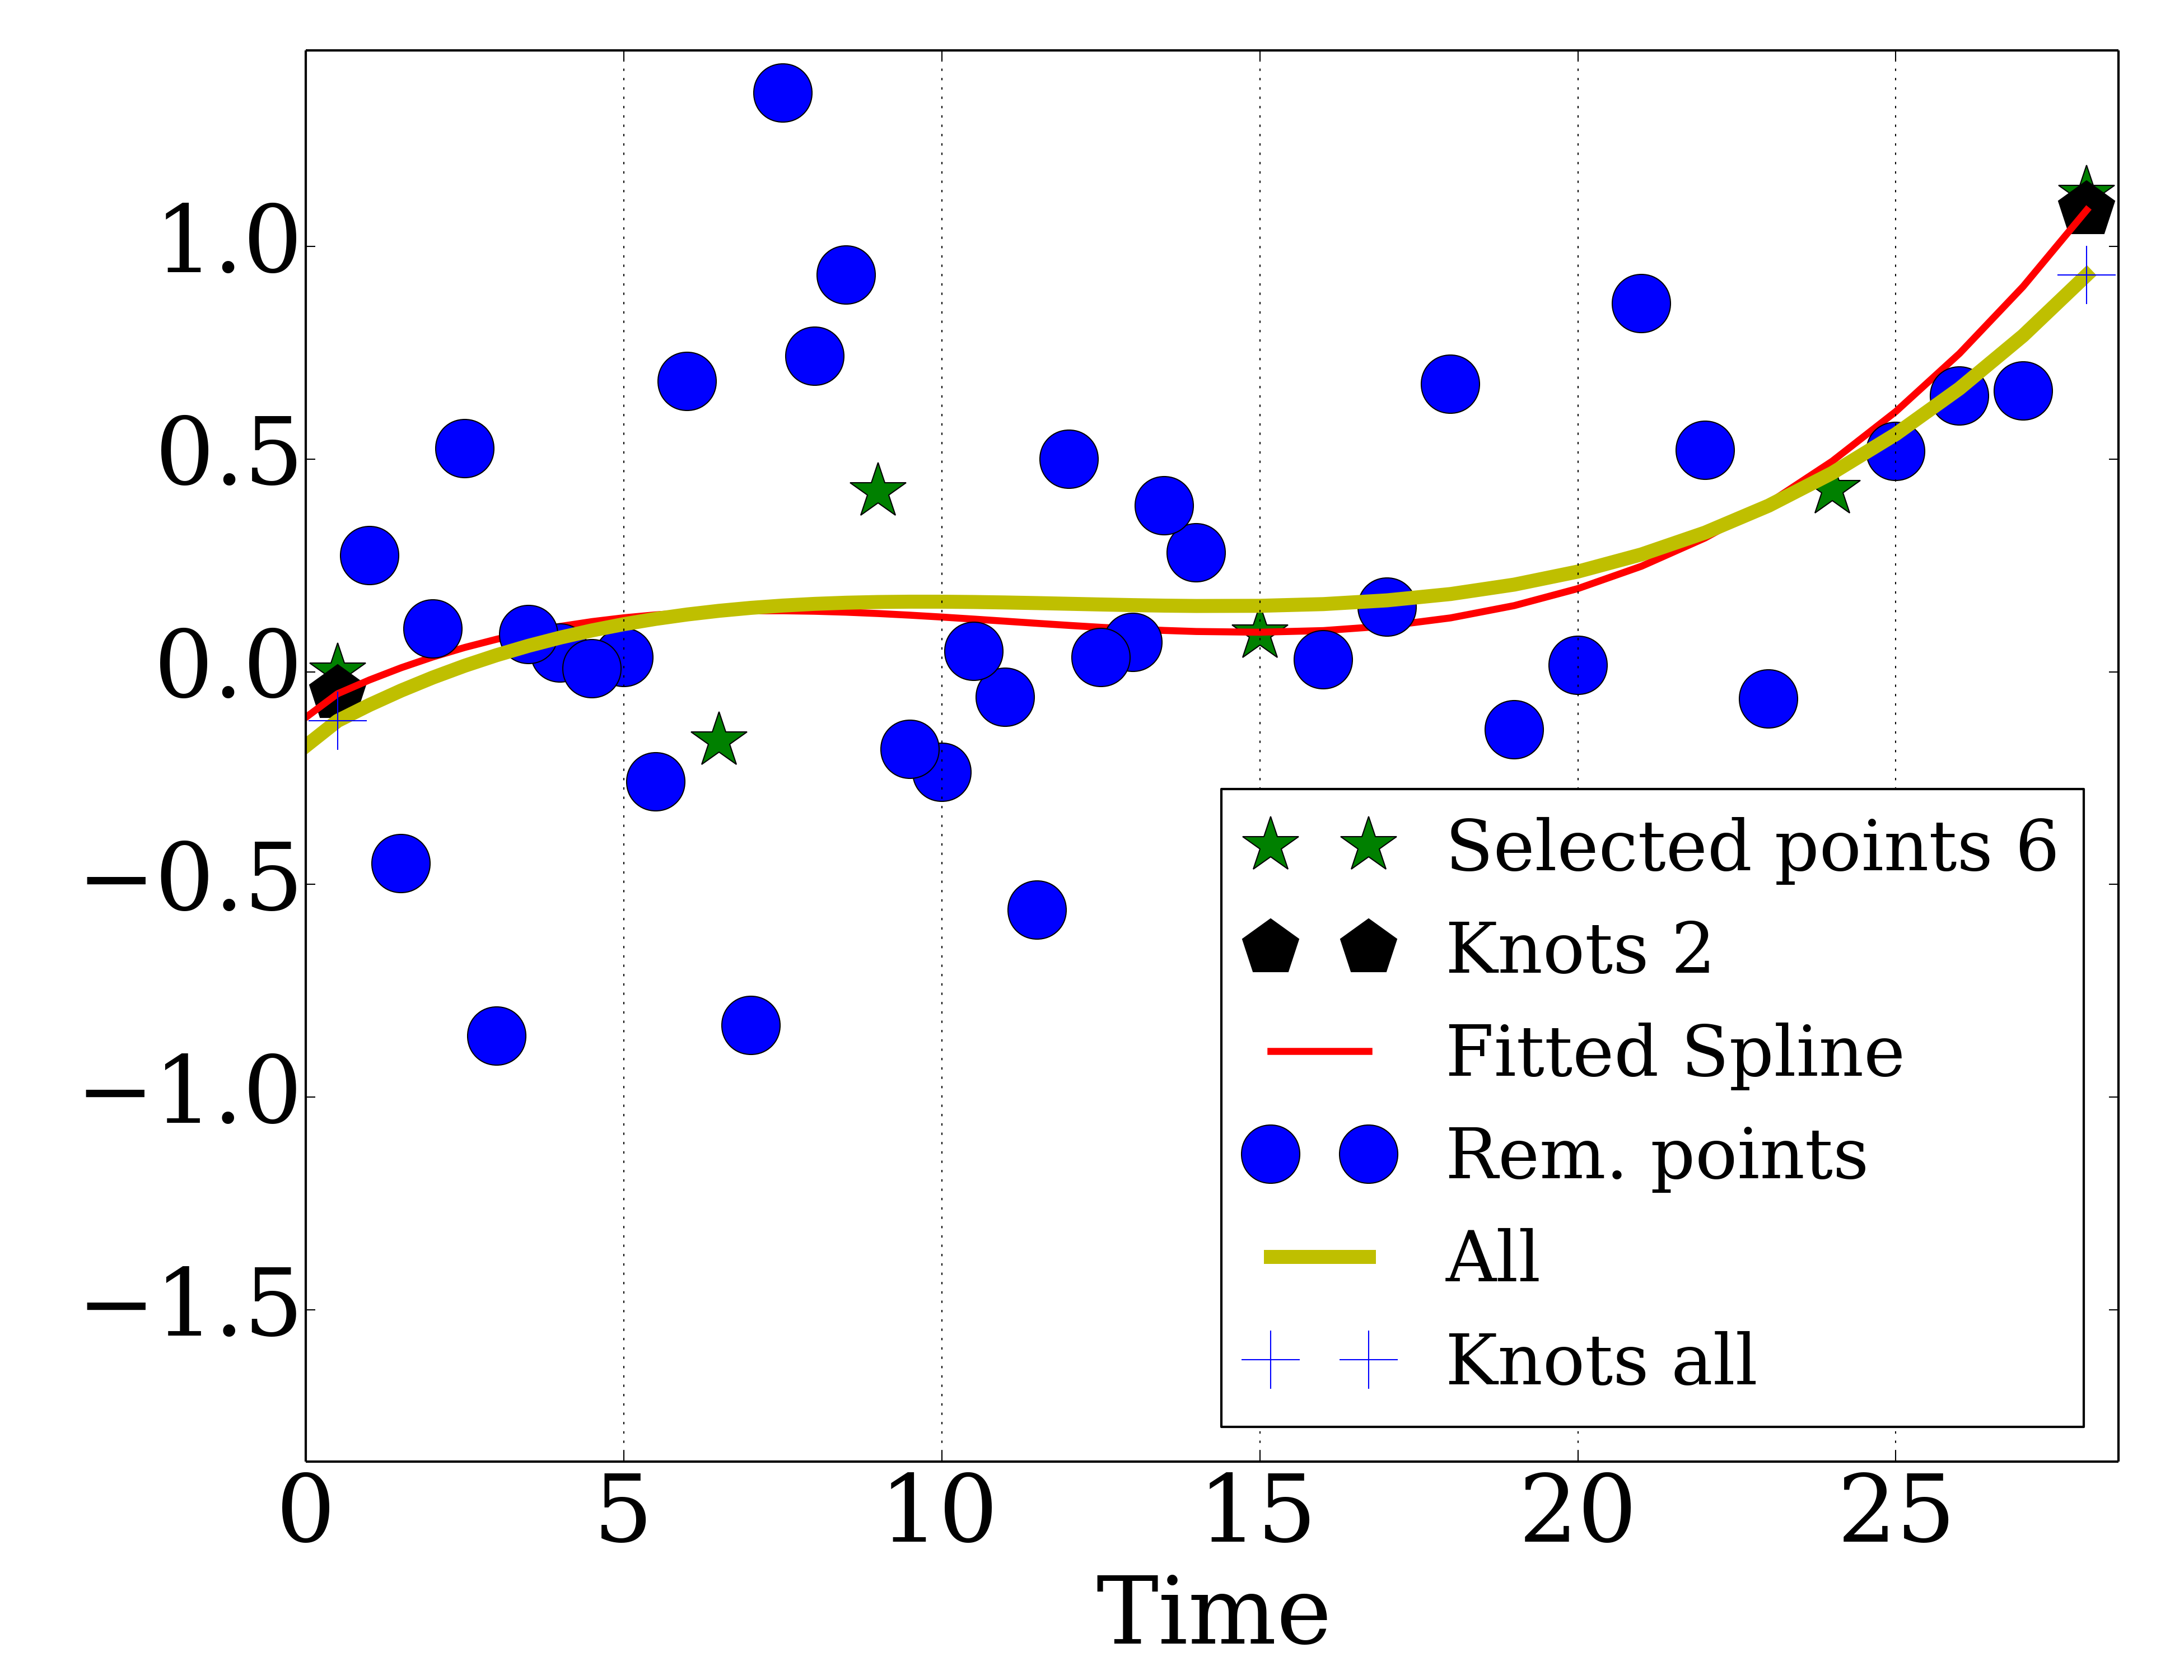 1.0
0.5
0.0
−0.5
−1.0
−1.5
Selected points 6
Knots 2
Fitted Spline
Rem. points
All
Knots all
0 5 10 15 20 25
Time